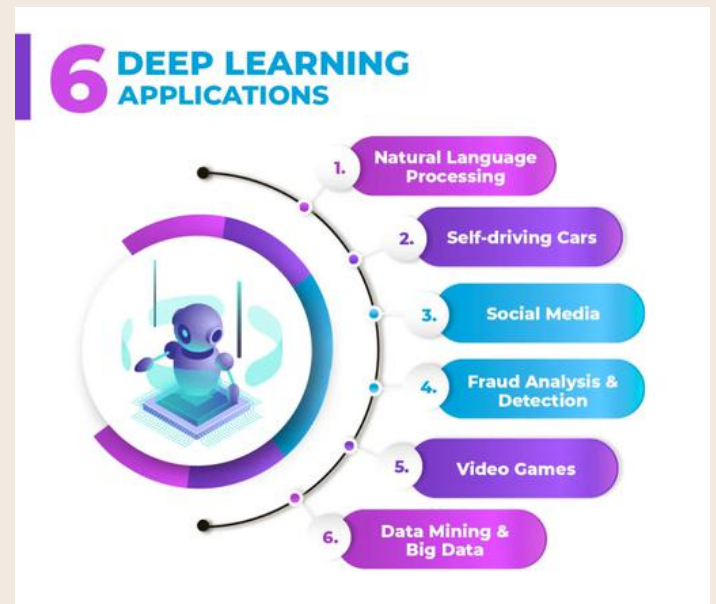 6 DEEP LEARNING
APPLICATIONS
1. Natural Language
Processing
2. Self-driving Cars
3. Social Media
4. Fraud Analysis &
Detection
5. Video Games
6. Data Mining &
Big Data